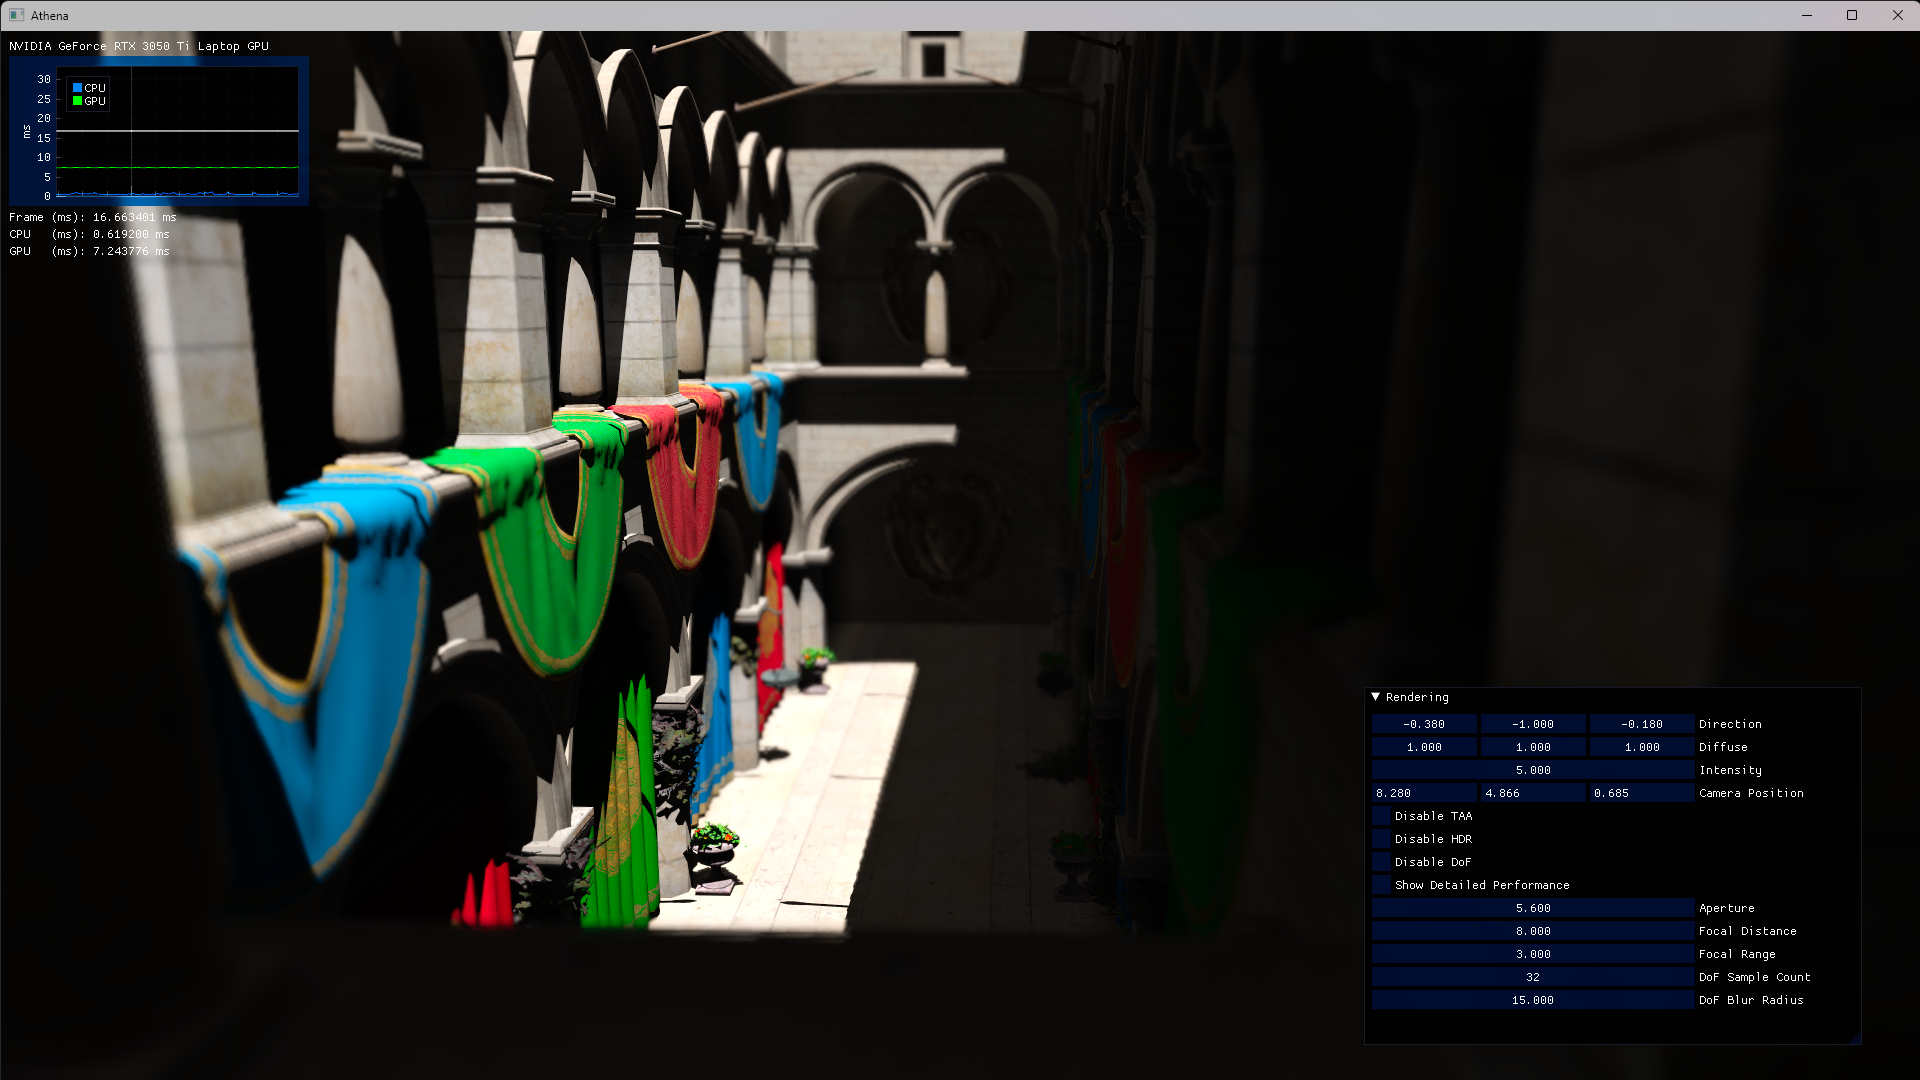 Athena
NVIDIA GeForce RTX 3050 Ti Laptop GPU
30
25
20
15
10
5
0
ms
CPU
GPU
Frame (ms): 16.663401 ms
CPU (ms): 0.619200 ms
GPU (ms): 7.243776 ms
Rendering
-0.380 -1.000 -0.180 Direction
1.000 1.000 1.000 Diffuse
5.000 Intensity
8.280 4.866 0.685 Camera Position
Disable TAA
Disable HDR
Disable DoF
Show Detailed Performance
5.600 Aperture
8.000 Focal Distance
3.000 Focal Range
32 DoF Sample Count
15.000 DoF Blur Radius